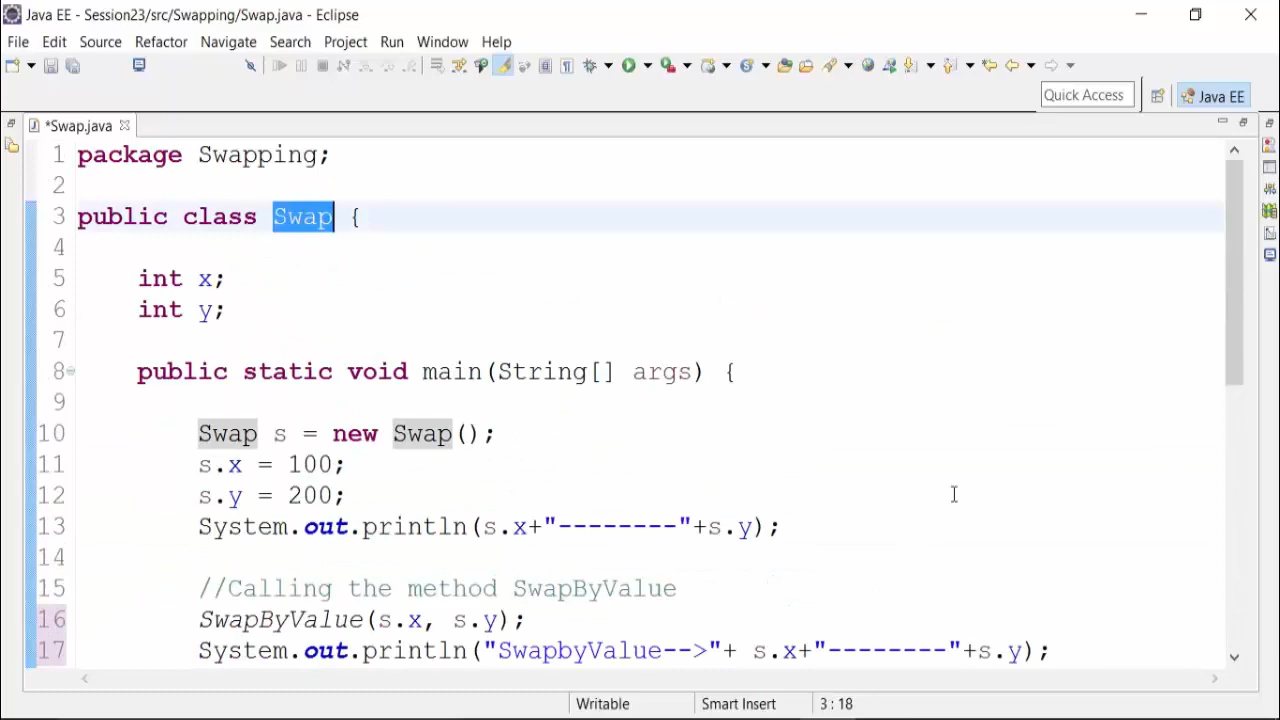 Java EE - Session23/src/Swapping/Swap.java - Eclipse
File Edit Source Refactor Navigate Search Project Run Window Help
Quick Access Java EE
*Swap.java
1 package Swapping;
2
3 public class Swap {
4
5 int x;
6 int y;
7
8 public static void main(String[] args) {
9
10 Swap s = new Swap();
11 s.x = 100;
12 s.y = 200;
13 System.out.println(s.x+"--------"+s.y);
14
15 //Calling the method SwapByValue
16 SwapByValue(s.x, s.y);
17 System.out.println("SwapbyValue-->"+ s.x+"--------"+s.y);
Writable Smart Insert 3 : 18